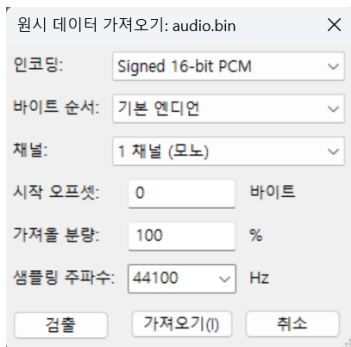 원시 데이터 가져오기: audio.bin
인코딩: Signed 16-bit PCM
바이트 순서: 기본 엔디언
채널: 1 채널 (모노)
시작 오프셋: 0 바이트
가져올 분량: 100 %
샘플링 주파수: 44100 Hz
검출 가져오기(I) 취소